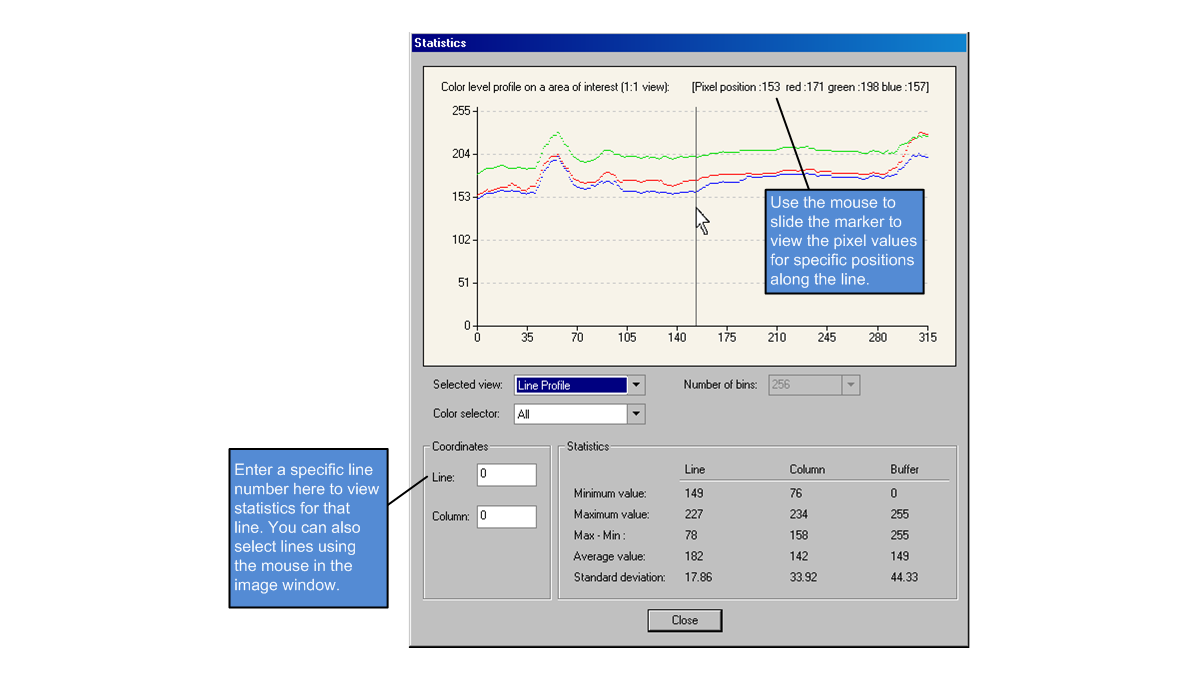 Statistics
Color level profile on a area of interest (1:1 view): [Pixel position :153 red :171 green :198 blue :157]
255
204
153
102
51
0
0 35 70 105 140 175 210 245 280 315
Use the mouse to
slide the marker to
view the pixel values
for specific positions
along the line.
Selected view: Line Profile Number of bins: 256
Color selector: All
Coordinates
Line: 0
Column: 0
Enter a specific line
number here to view
statistics for that
line. You can also
select lines using
the mouse in the
image window.
Statistics
Line Column Buffer
Minimum value: 149 76 0
Maximum value: 227 234 255
Max - Min : 78 158 255
Average value: 182 142 149
Standard deviation: 17.86 33.92 44.33
Close